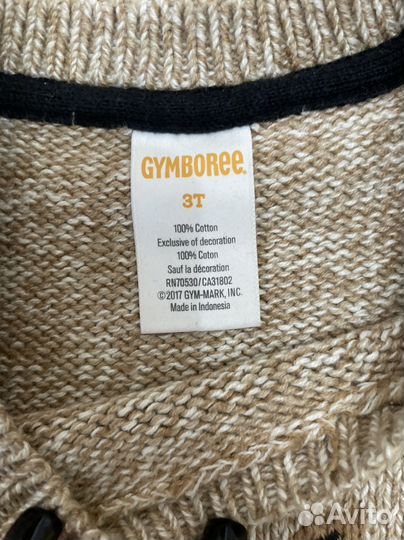 GYMBOREE.
3T
100% Cotton
Exclusive of decoration
100% Coton
Sauf la décoration
RN70530/CA31802
©2017 GYM-MARK, INC.
Made in Indonesia
Avito